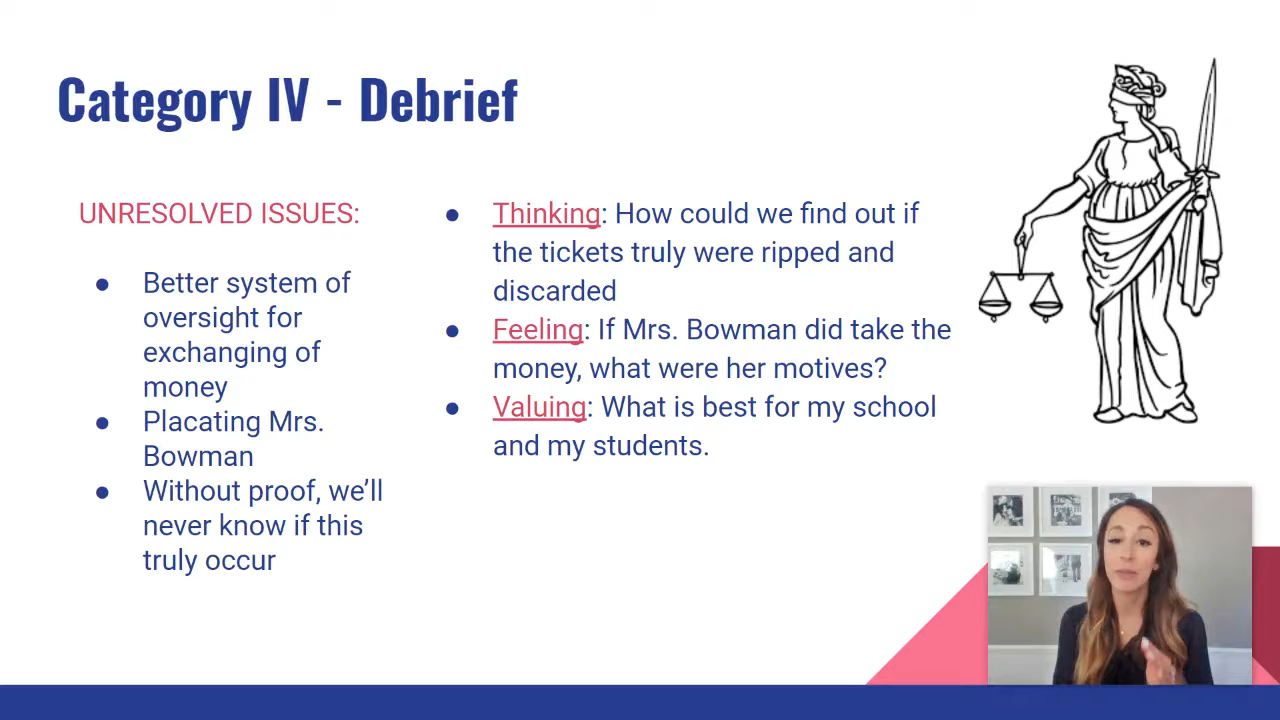 Category IV - Debrief
UNRESOLVED ISSUES:
● Better system of
oversight for
exchanging of
money
● Placating Mrs.
Bowman
● Without proof, we'll
never know if this
truly occur
● Thinking: How could we find out if
the tickets truly were ripped and
discarded
● Feeling: If Mrs. Bowman did take the
money, what were her motives?
● Valuing: What is best for my school
and my students.